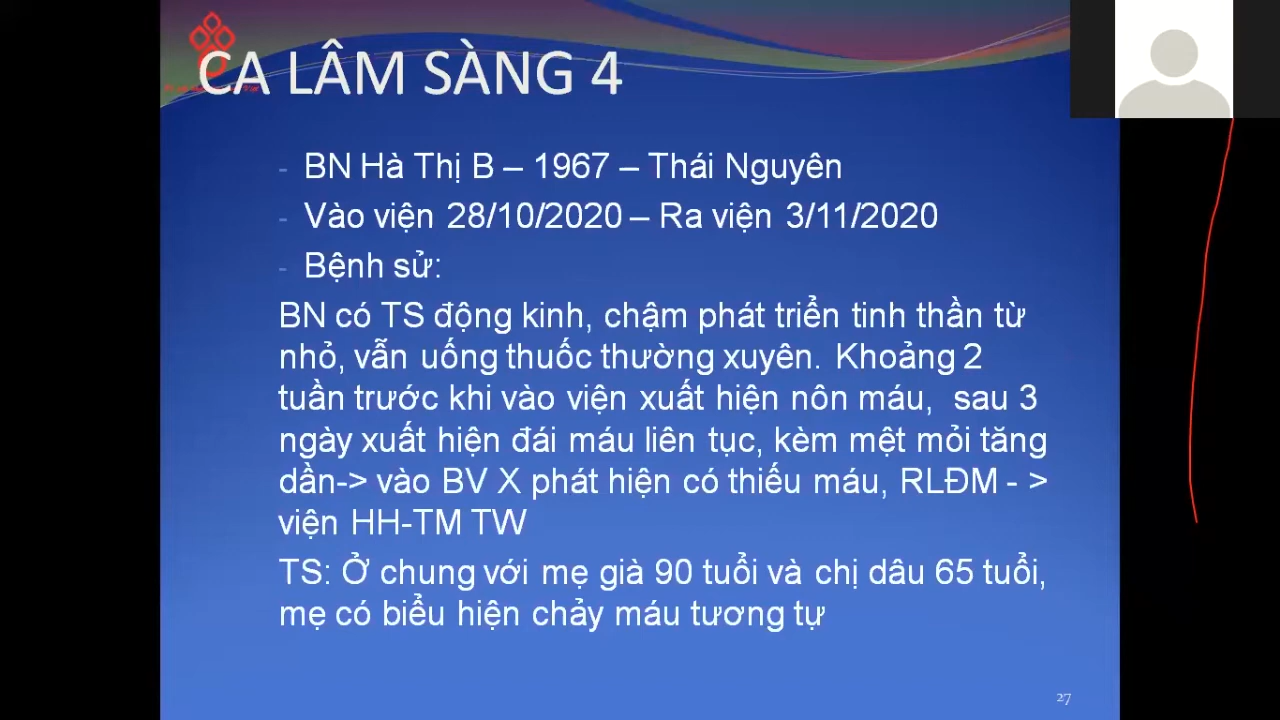 CA LÂM SÀNG 4
- BN Hà Thị B – 1967 – Thái Nguyên
- Vào viện 28/10/2020 – Ra viện 3/11/2020
- Bệnh sử:
BN có TS động kinh, chậm phát triển tinh thần từ
nhỏ, vẫn uống thuốc thường xuyên. Khoảng 2
tuần trước khi vào viện xuất hiện nôn máu, sau 3
ngày xuất hiện đái máu liên tục, kèm mệt mỏi tăng
dần-> vào BV X phát hiện có thiếu máu, RLĐM - >
viện HH-TM TW
TS: Ở chung với mẹ già 90 tuổi và chị dâu 65 tuổi,
mẹ có biểu hiện chảy máu tương tự
27